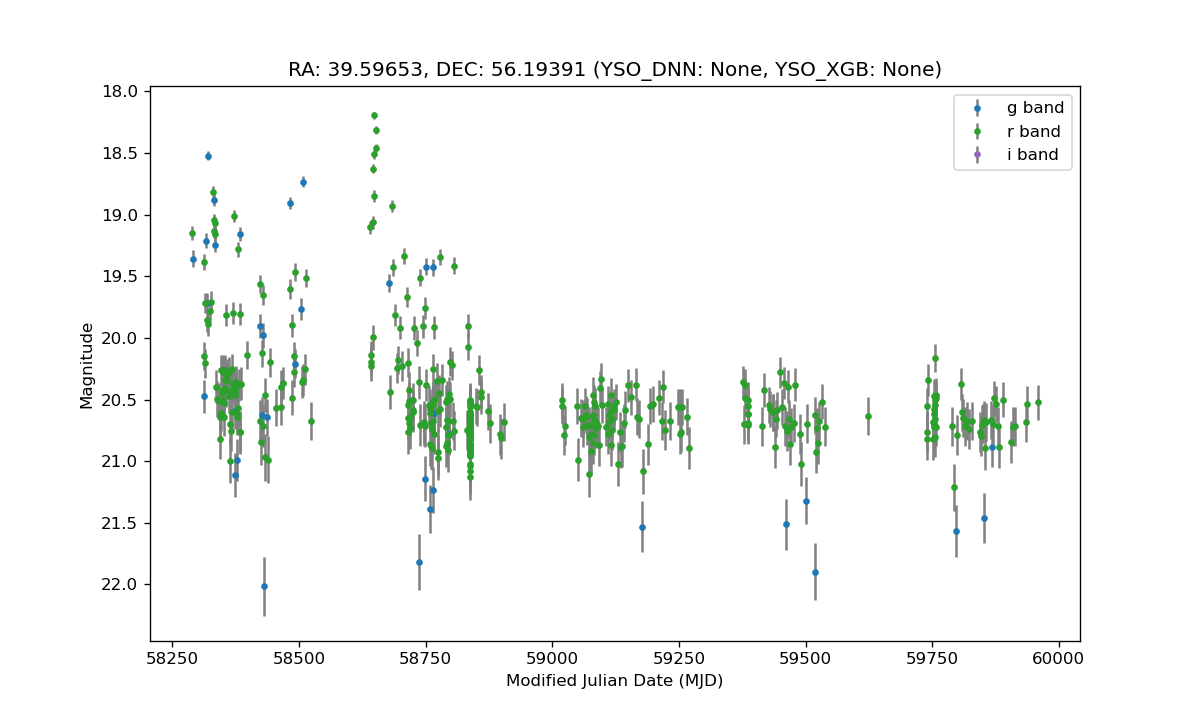 RA: 39.59653, DEC: 56.19391 (YSO_DNN: None, YSO_XGB: None)
g band
r band
i band
18.0
18.5
19.0
19.5
20.0
20.5
21.0
21.5
22.0
Magnitude
58250 58500 58750 59000 59250 59500 59750 60000
Modified Julian Date (MJD)